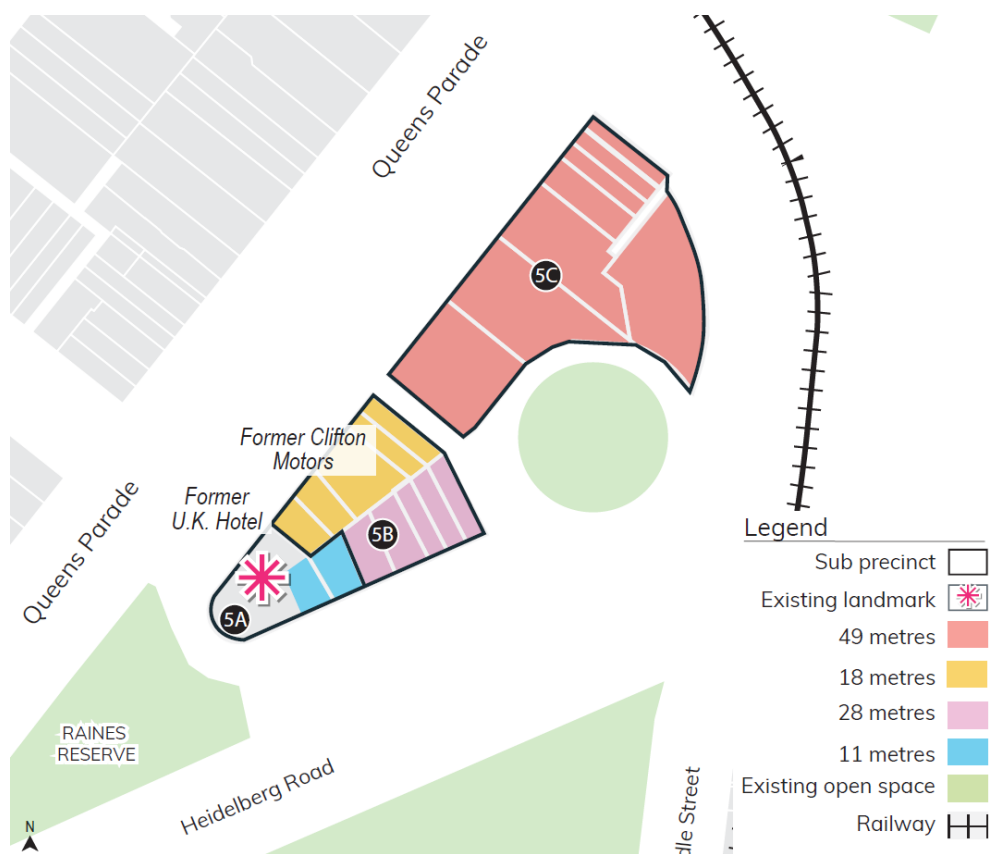 Queens Parade
5C
Former Clifton
Motors
Former
U.K. Hotel
5B
Queens Parade
5A
RAINES
RESERVE
Heidelberg Road
dle Street
N
Legend
Sub precinct
Existing landmark
49 metres
18 metres
28 metres
11 metres
Existing open space
Railway